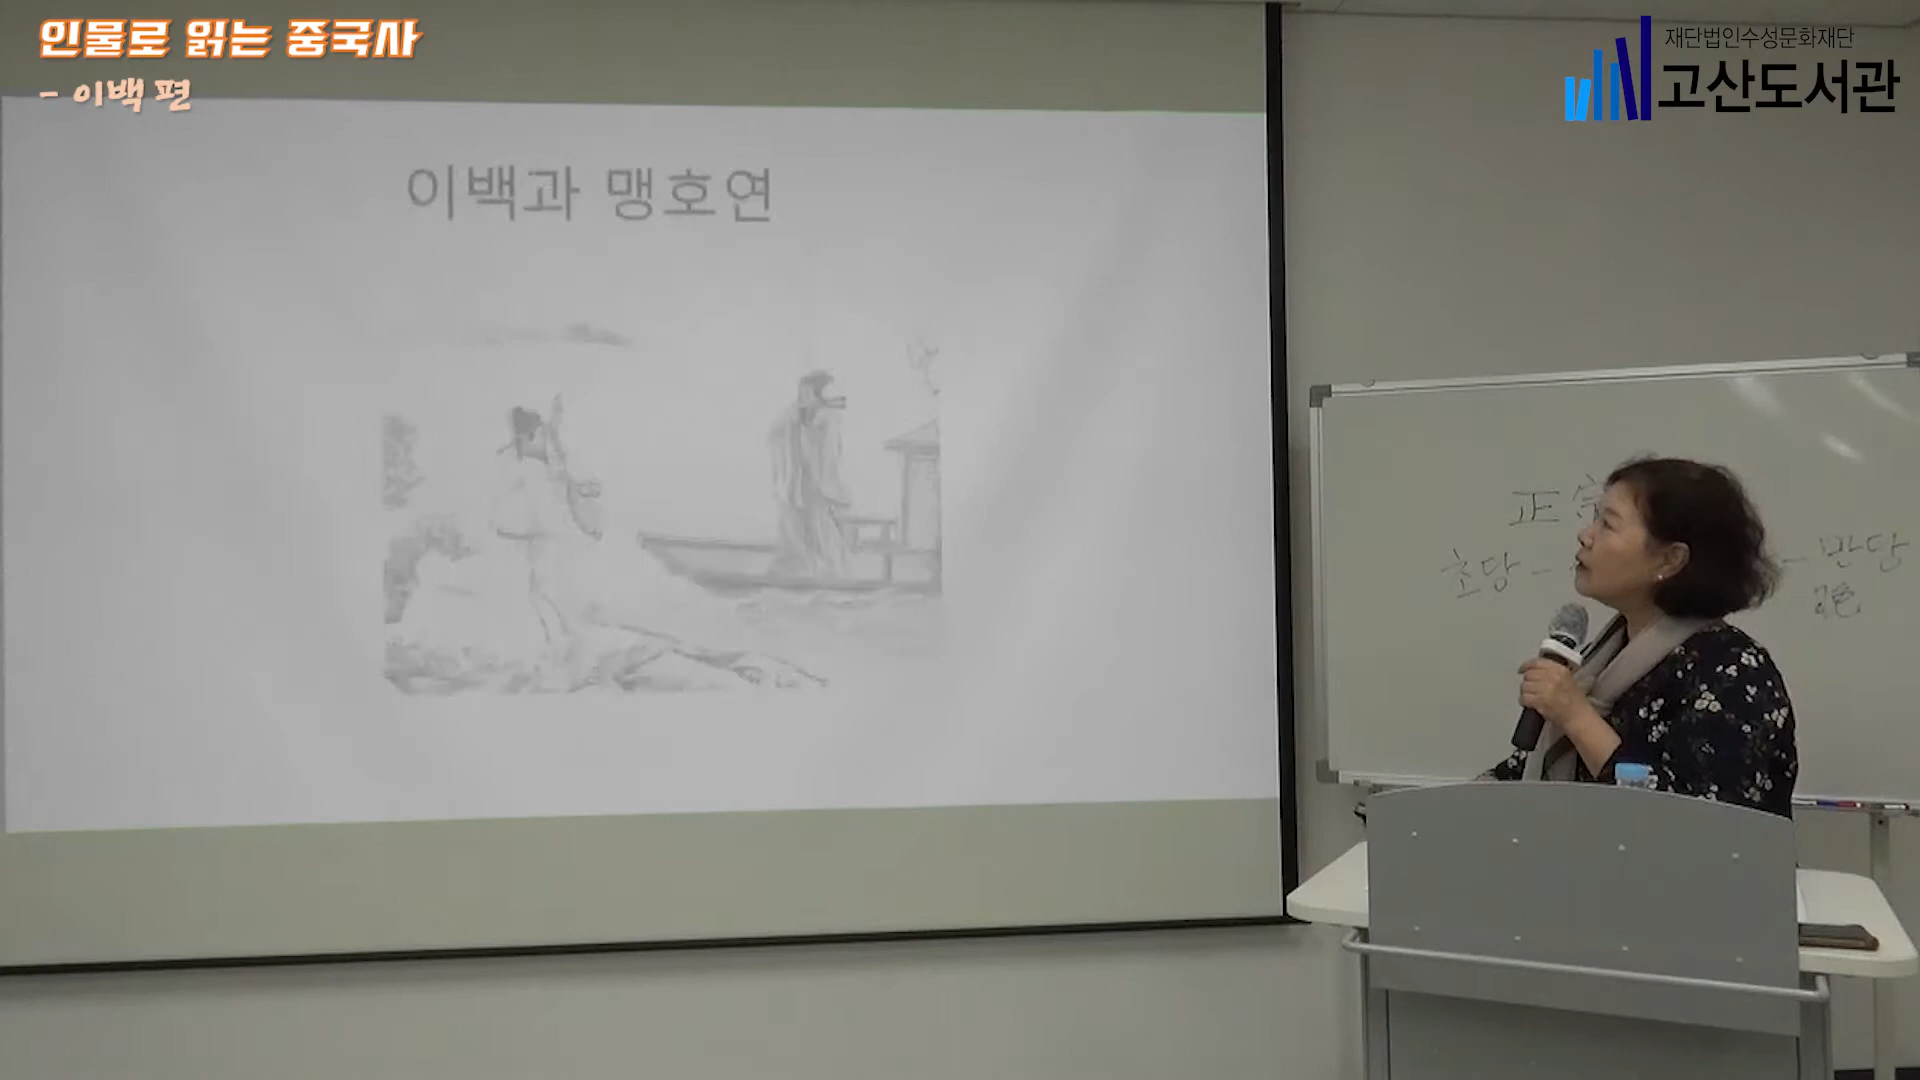 인물로 읽는 중국사
- 이백 편
재단법인수성문화재단
고산도서관
이백과 맹호연
正宗
초당 - - 만당